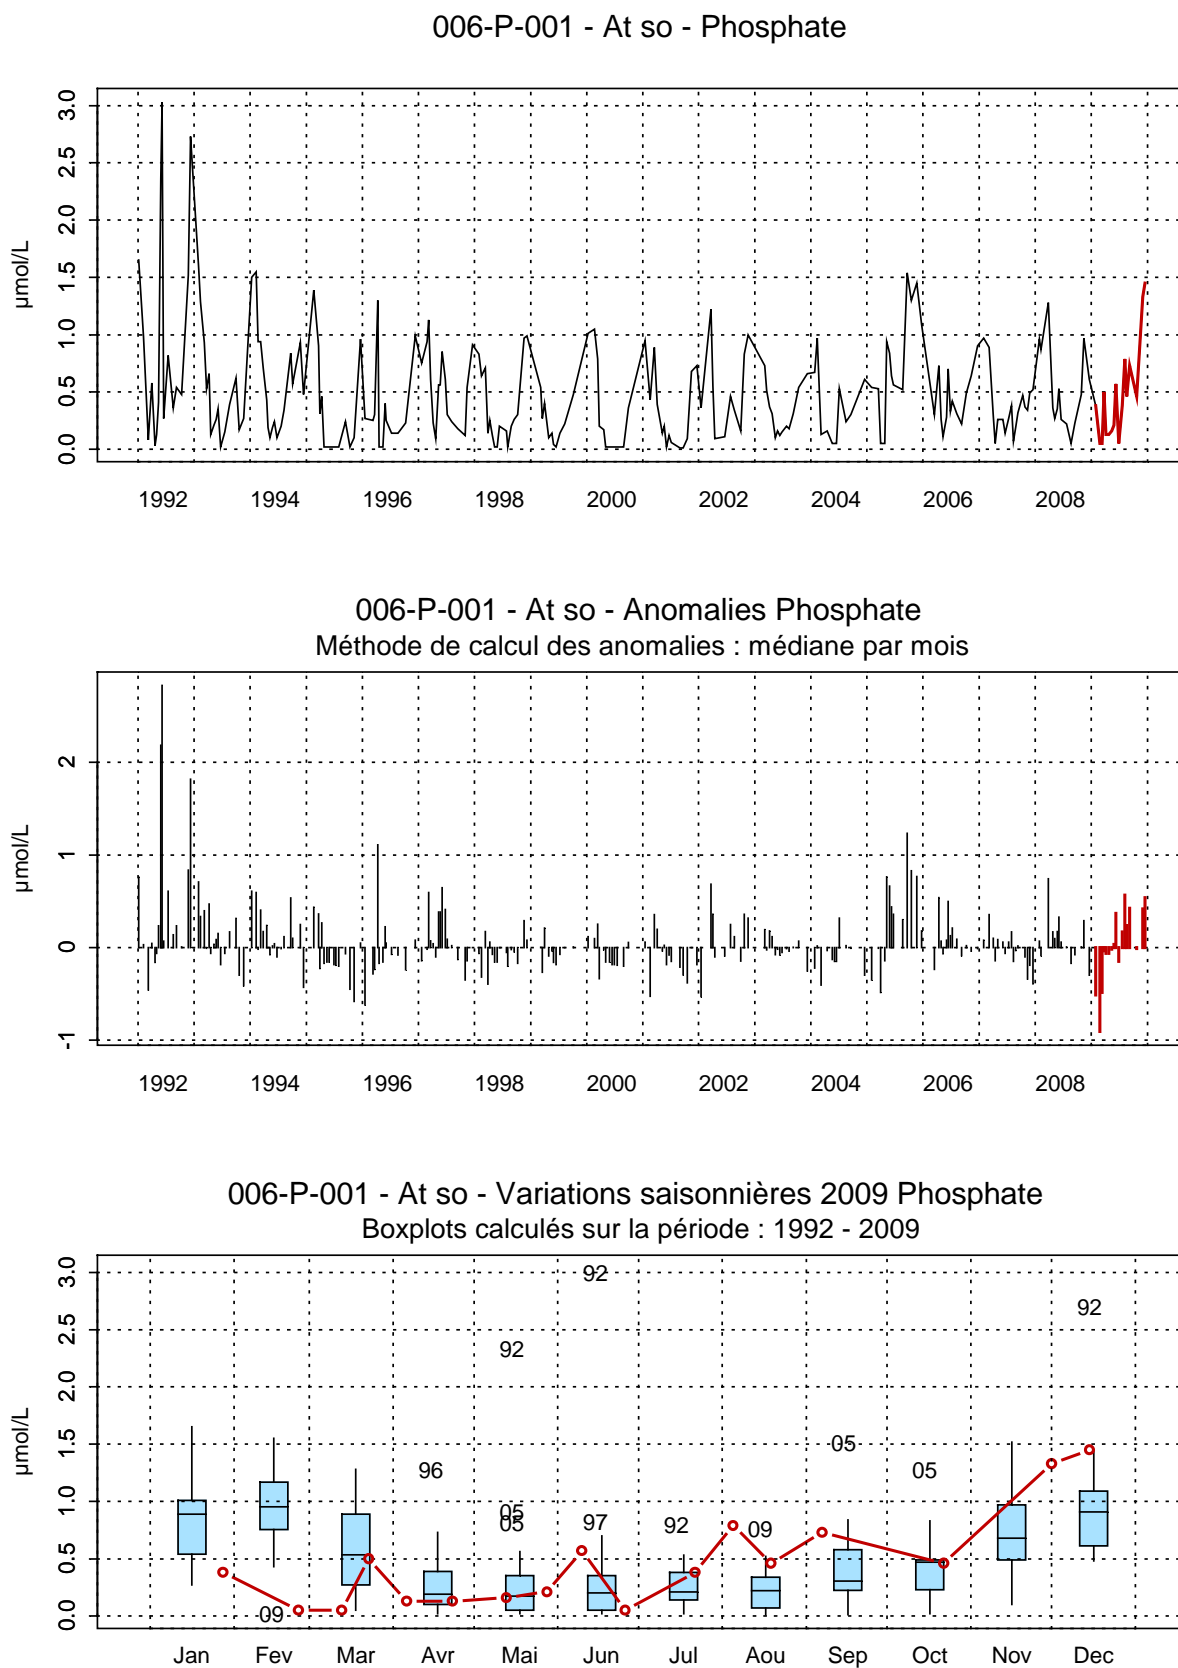 006-P-001 - At so - Phosphate
3.0
2.5
2.0
1.5
1.0
0.5
0.0
µmol/L
1992 1994 1996 1998 2000 2002 2004 2006 2008
006-P-001 - At so - Anomalies Phosphate
Méthode de calcul des anomalies : médiane par mois
2
1
0
-1
µmol/L
1992 1994 1996 1998 2000 2002 2004 2006 2008
006-P-001 - At so - Variations saisonnières 2009 Phosphate
Boxplots calculés sur la période : 1992 - 2009
3.0
2.5
2.0
1.5
1.0
0.5
0.0
µmol/L
92
92
92
05
96
05
05
05
97
92
09
09
Jan Fev Mar Avr Mai Jun Jul Aou Sep Oct Nov Dec